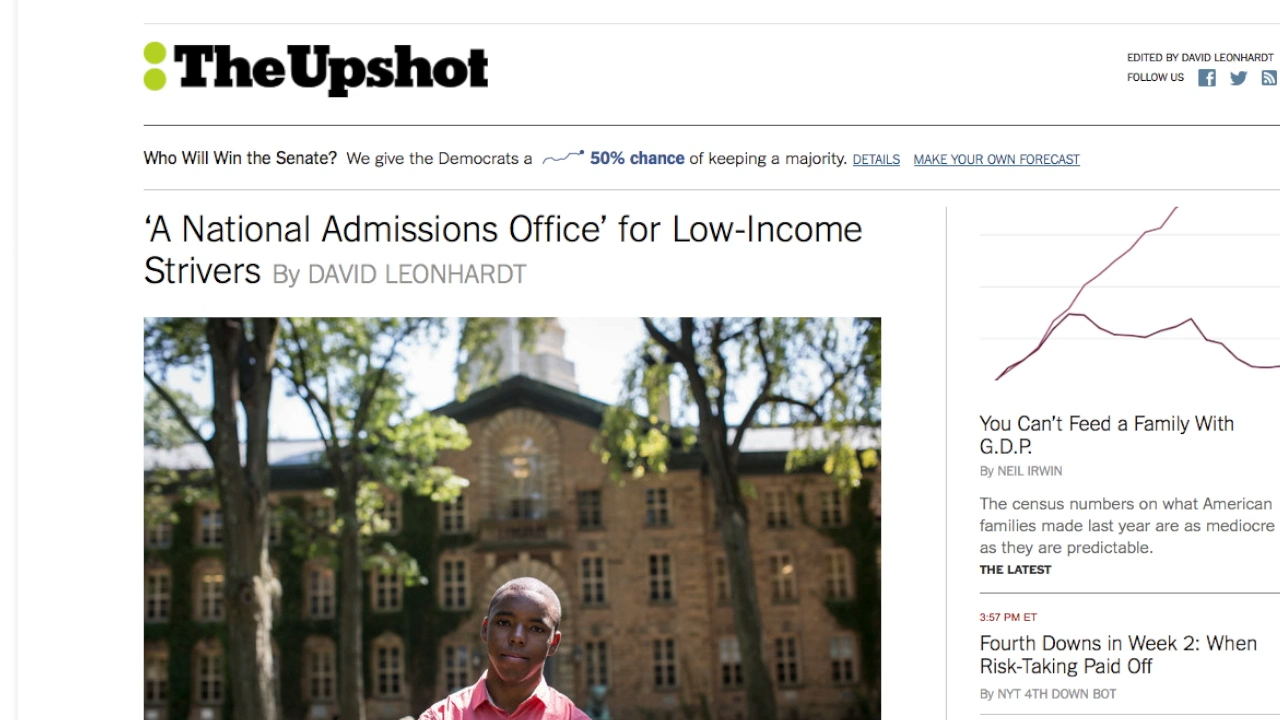 The Upshot
EDITED BY DAVID LEONHARDT
FOLLOW US
Who Will Win the Senate? We give the Democrats a 50% chance of keeping a majority. DETAILS MAKE YOUR OWN FORECAST
‘A National Admissions Office’ for Low-Income
Strivers By DAVID LEONHARDT
You Can’t Feed a Family With
G.D.P.
By NEIL IRWIN
The census numbers on what American
families made last year are as mediocre
as they are predictable.
THE LATEST
3:57 PM ET
Fourth Downs in Week 2: When
Risk-Taking Paid Off
By NYT 4TH DOWN BOT